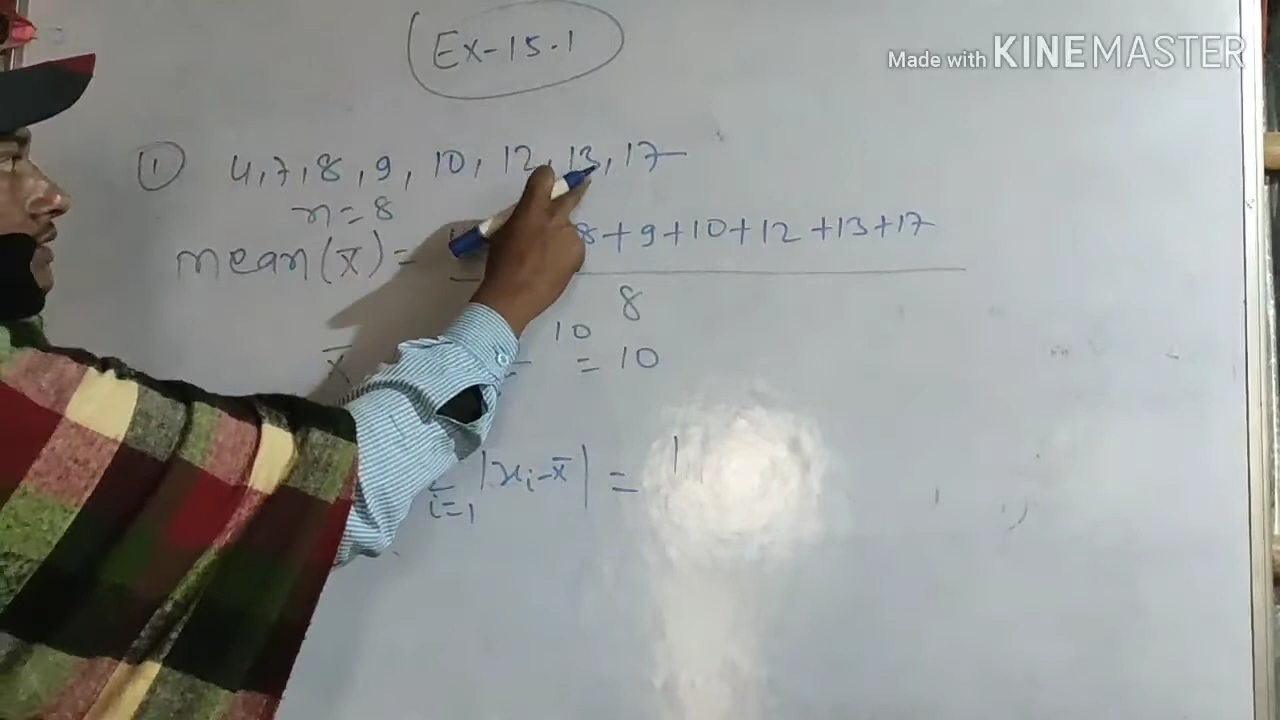 Ex-15.1
Made with KINEMASTER
① 4,7,8,9,10,12,13,17
n=8
mean(x̄)= 8+9+10+12+13+17
8
10
x̄ =10
i=1 |xi-x̄| = |